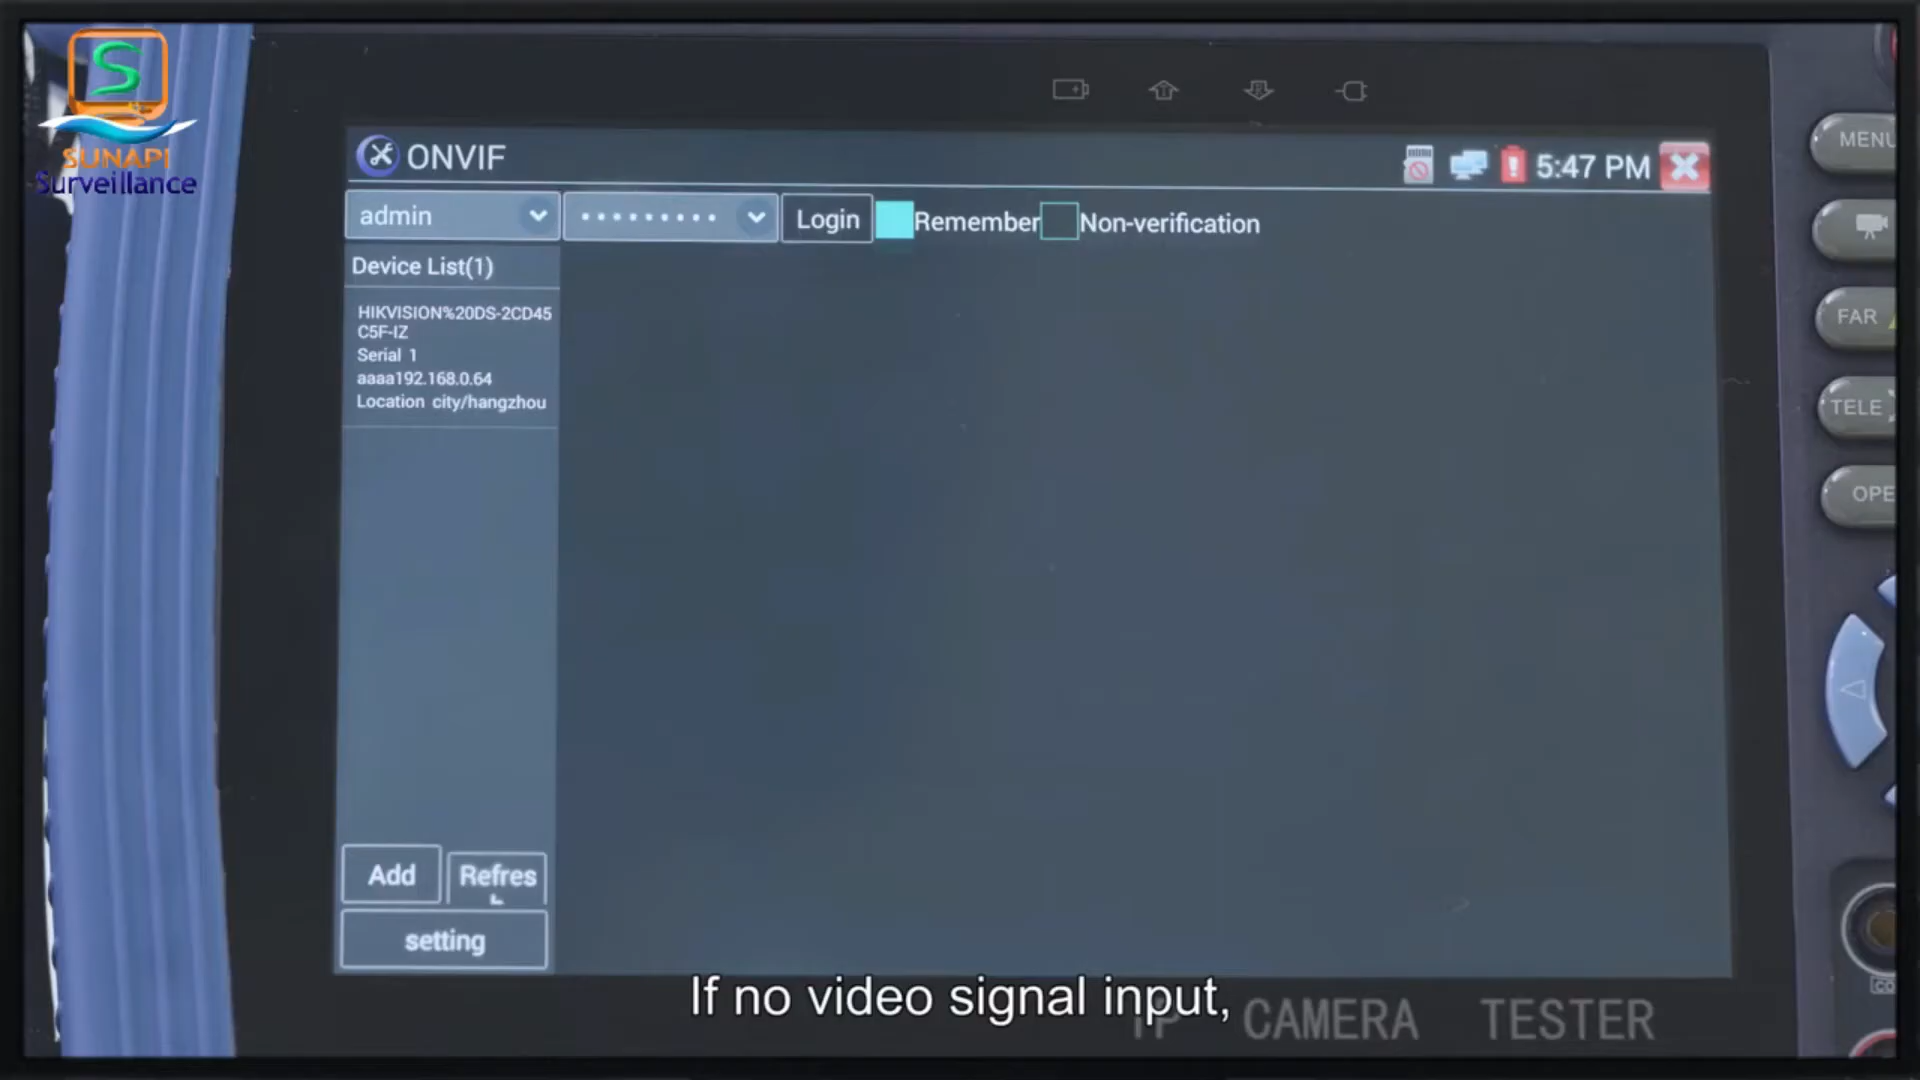 SUNAPI
Surveillance
ONVIF
5:47 PM
MENU
admin
Login
Remember
Non-verification
Device List(1)
HIKVISION%20DS-2CD45
C5F-IZ
Serial 1
aaaa192.168.0.64
Location city/hangzhou
FAR
TELE
OPE
Add
Refres
setting
If no video signal input,
IP CAMERA TESTER